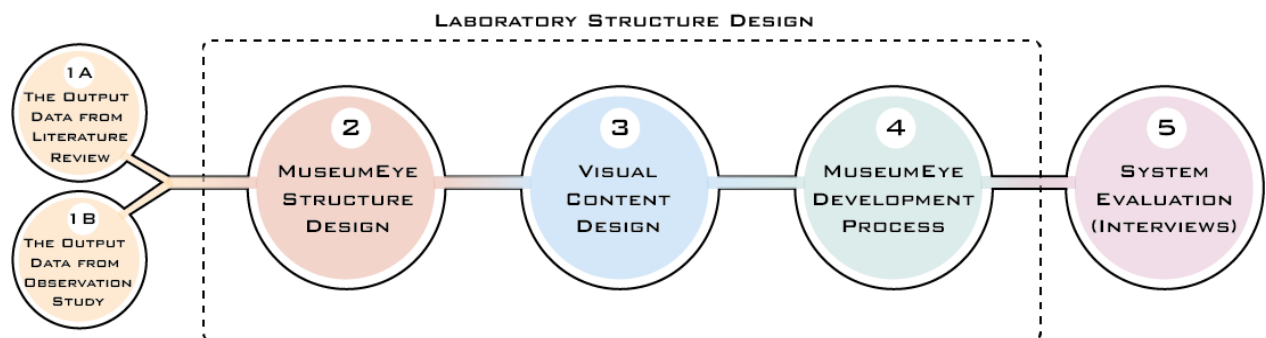 Laboratory Structure Design
1A
The Output
Data from
Literature
Review
1B
The Output
Data from
Observation
Study
2
MuseumEye
Structure
Design
3
Visual
Content
Design
4
MuseumEye
Development
Process
5
System
Evaluation
(Interviews)